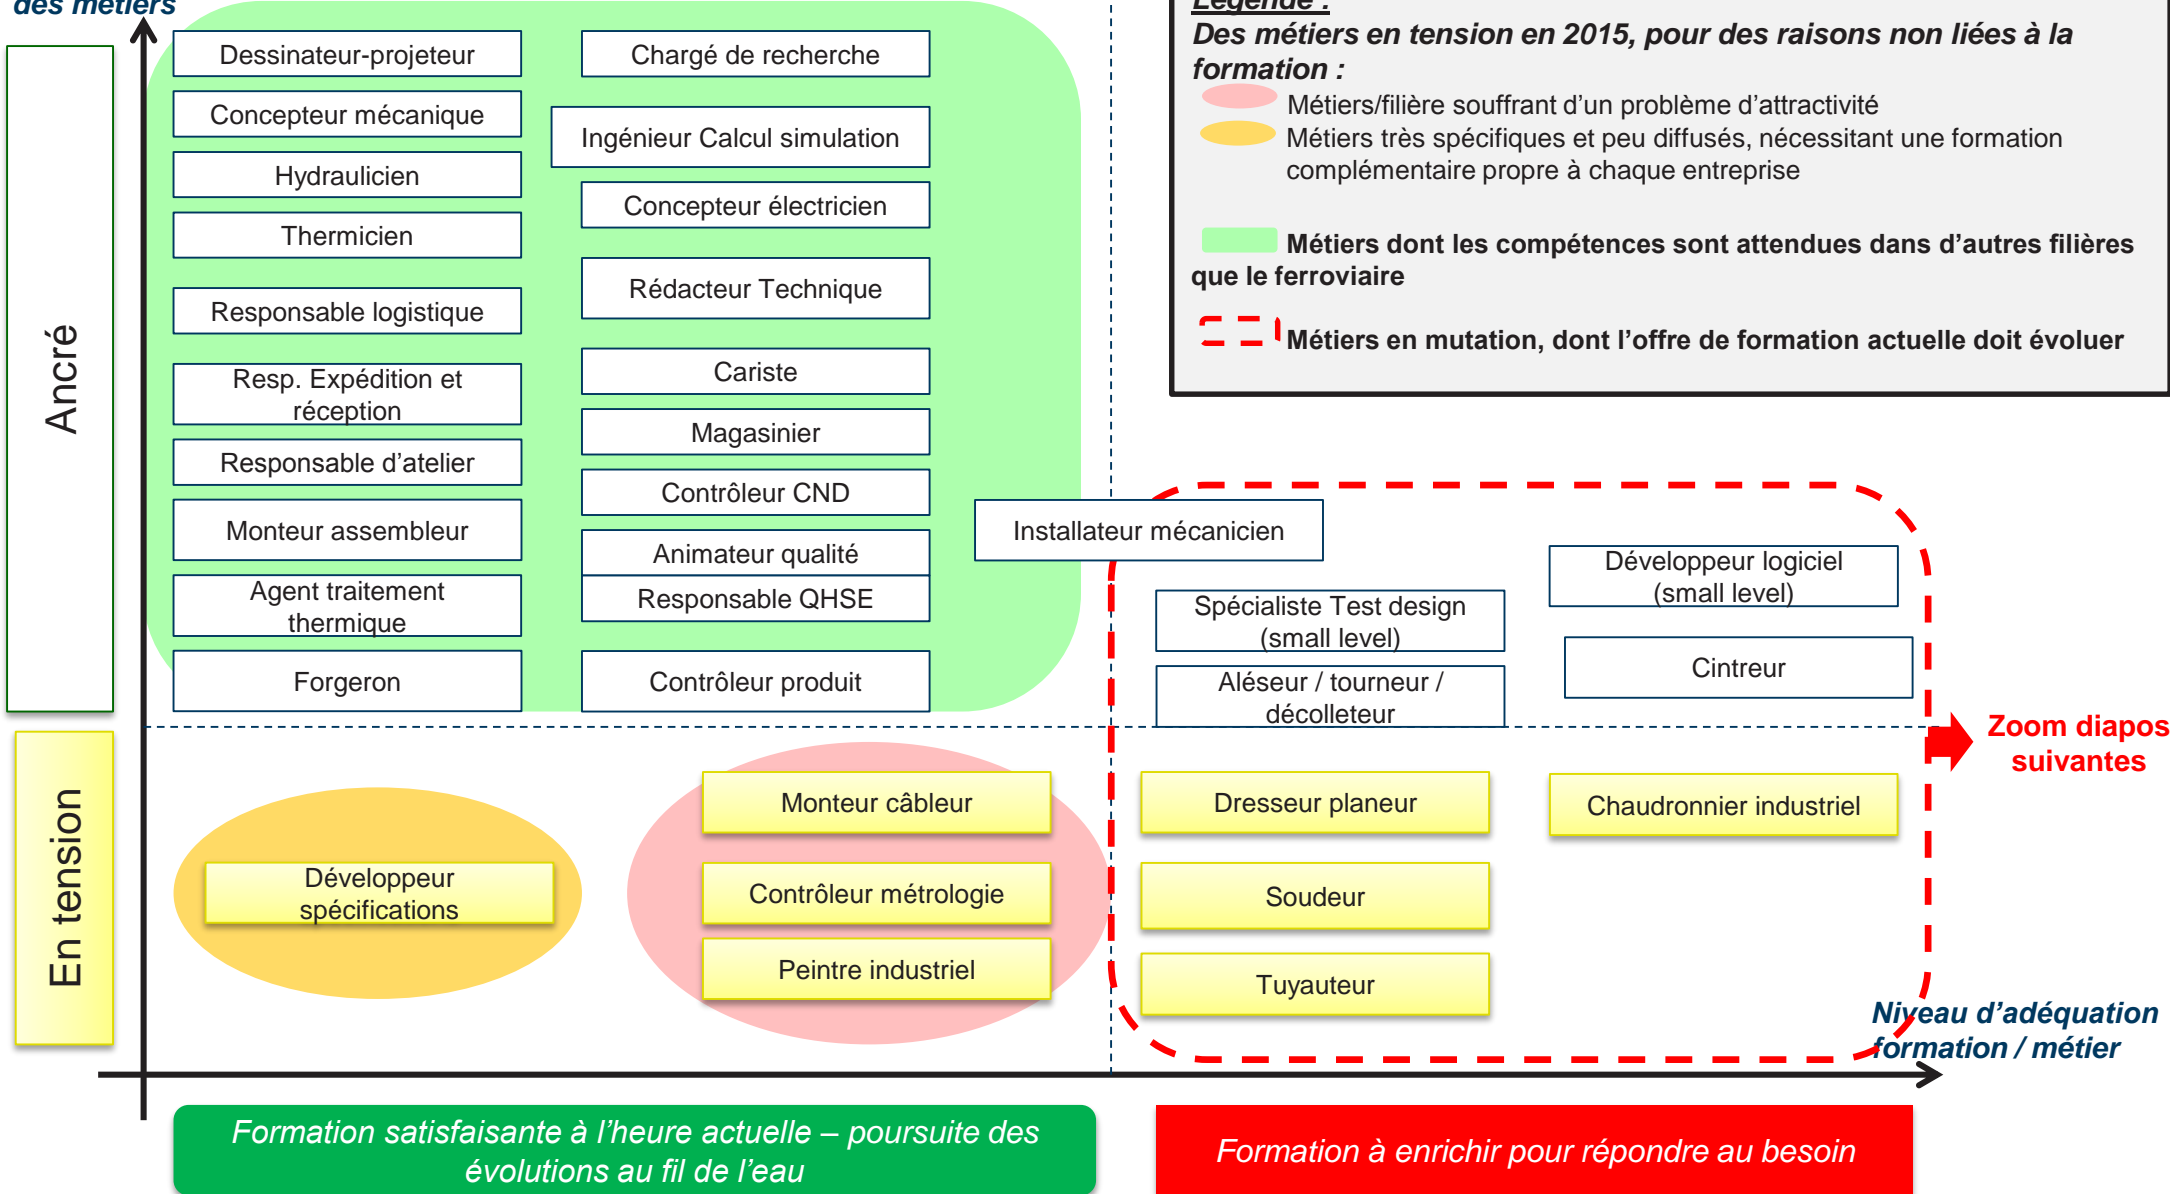 des métiers
Légende :
Des métiers en tension en 2015, pour des raisons non liées à la
formation :
Métiers/filière souffrant d’un problème d’attractivité
Métiers très spécifiques et peu diffusés, nécessitant une formation
complémentaire propre à chaque entreprise
Métiers dont les compétences sont attendues dans d’autres filières
que le ferroviaire
Métiers en mutation, dont l’offre de formation actuelle doit évoluer
Ancré
Dessinateur-projeteur
Concepteur mécanique
Hydraulicien
Thermicien
Responsable logistique
Resp. Expédition et
réception
Responsable d’atelier
Monteur assembleur
Agent traitement
thermique
Forgeron
Chargé de recherche
Ingénieur Calcul simulation
Concepteur électricien
Rédacteur Technique
Cariste
Magasinier
Contrôleur CND
Animateur qualité
Responsable QHSE
Contrôleur produit
Installateur mécanicien
Spécialiste Test design
(small level)
Aléseur / tourneur /
décolleteur
Développeur logiciel
(small level)
Cintreur
Zoom diapos
suivantes
En tension
Développeur
spécifications
Monteur câbleur
Contrôleur métrologie
Peintre industriel
Dresseur planeur
Soudeur
Tuyauteur
Chaudronnier industriel
Niveau d’adéquation
formation / métier
Formation satisfaisante à l’heure actuelle – poursuite des
évolutions au fil de l’eau
Formation à enrichir pour répondre au besoin